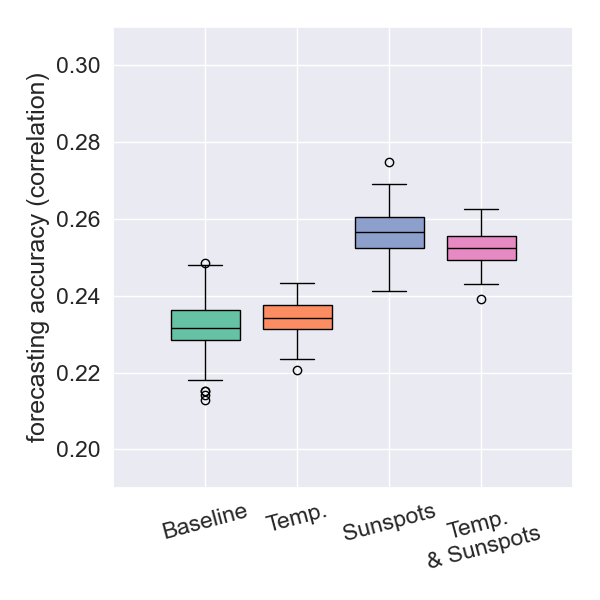 forecasting accuracy (correlation)
0.30
0.28
0.26
0.24
0.22
0.20
Baseline
Temp.
Sunspots
Temp.
& Sunspots